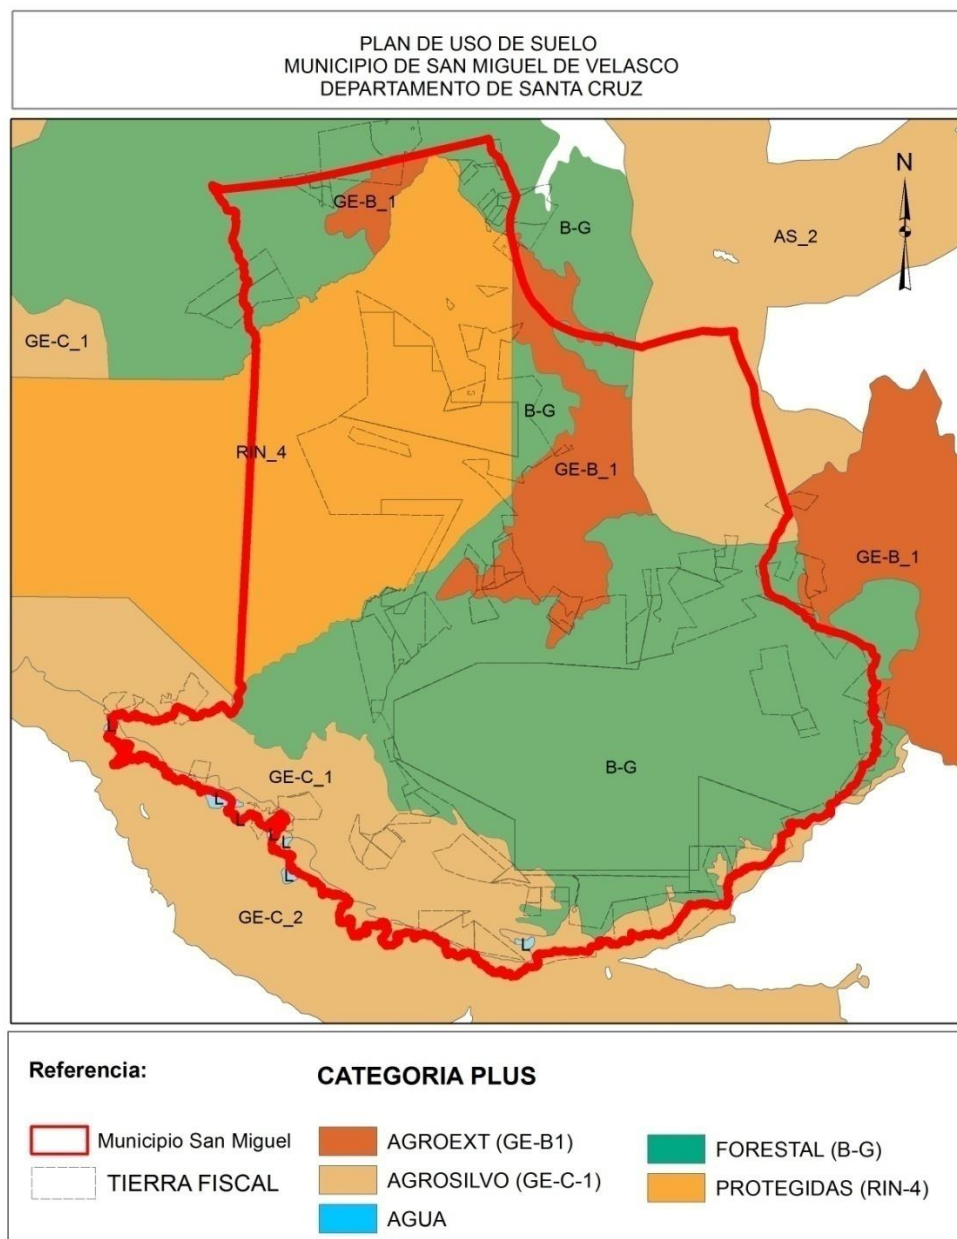 PLAN DE USO DE SUELO
MUNICIPIO DE SAN MIGUEL DE VELASCO
DEPARTAMENTO DE SANTA CRUZ
N
GE-B_1
B-G
AS_2
GE-C_1
B-G
RIN_4
GE-B_1
GE-B_1
L
GE-C_1
B-G
L
L
L
L
L
GE-C_2
L
Referencia:
CATEGORIA PLUS
Municipio San Miguel
TIERRA FISCAL
AGROEXT (GE-B1)
AGROSILVO (GE-C-1)
AGUA
FORESTAL (B-G)
PROTEGIDAS (RIN-4)